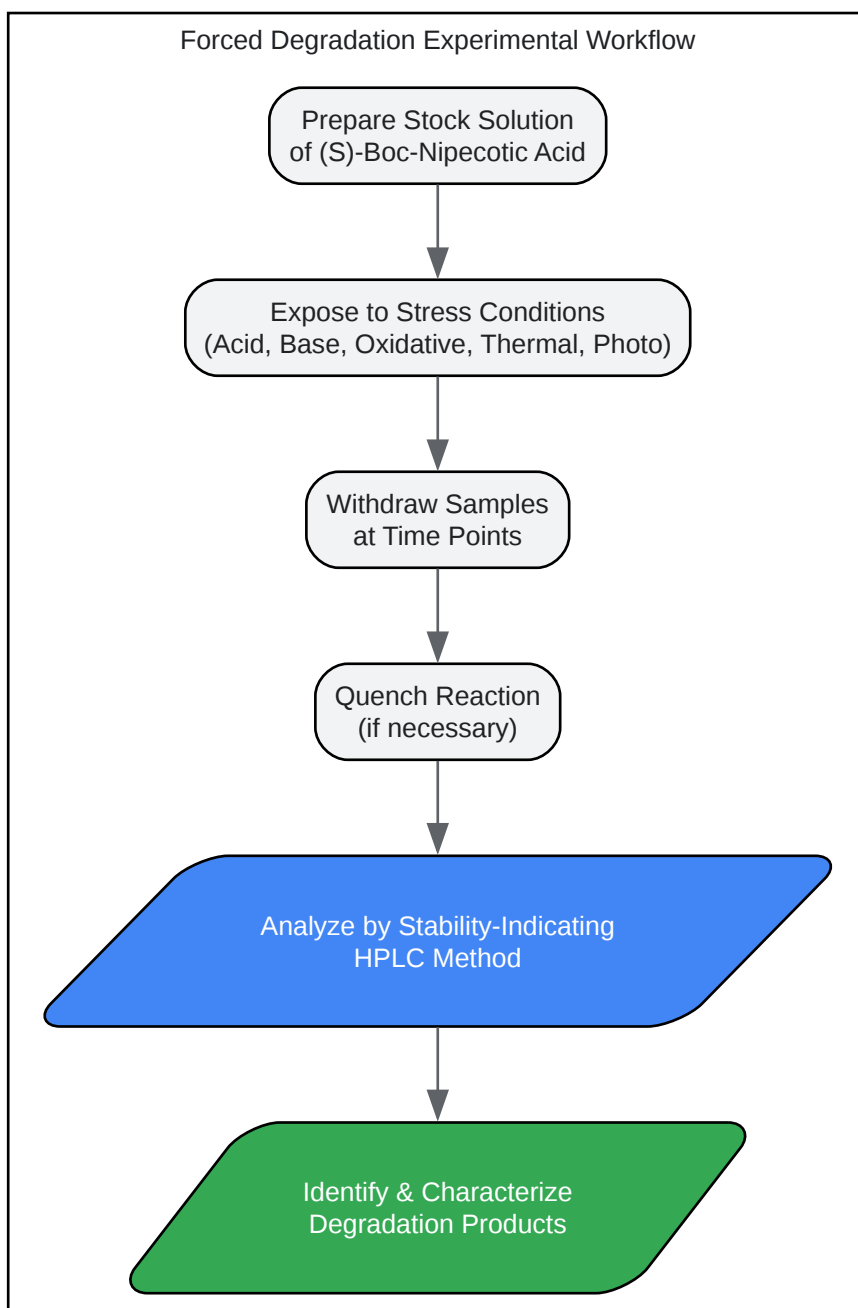 Forced Degradation Experimental Workflow
Prepare Stock Solution
of (S)-Boc-Nipecotic Acid
Expose to Stress Conditions
(Acid, Base, Oxidative, Thermal, Photo)
Withdraw Samples
at Time Points
Quench Reaction
(if necessary)
Analyze by Stability-Indicating
HPLC Method
Identify & Characterize
Degradation Products